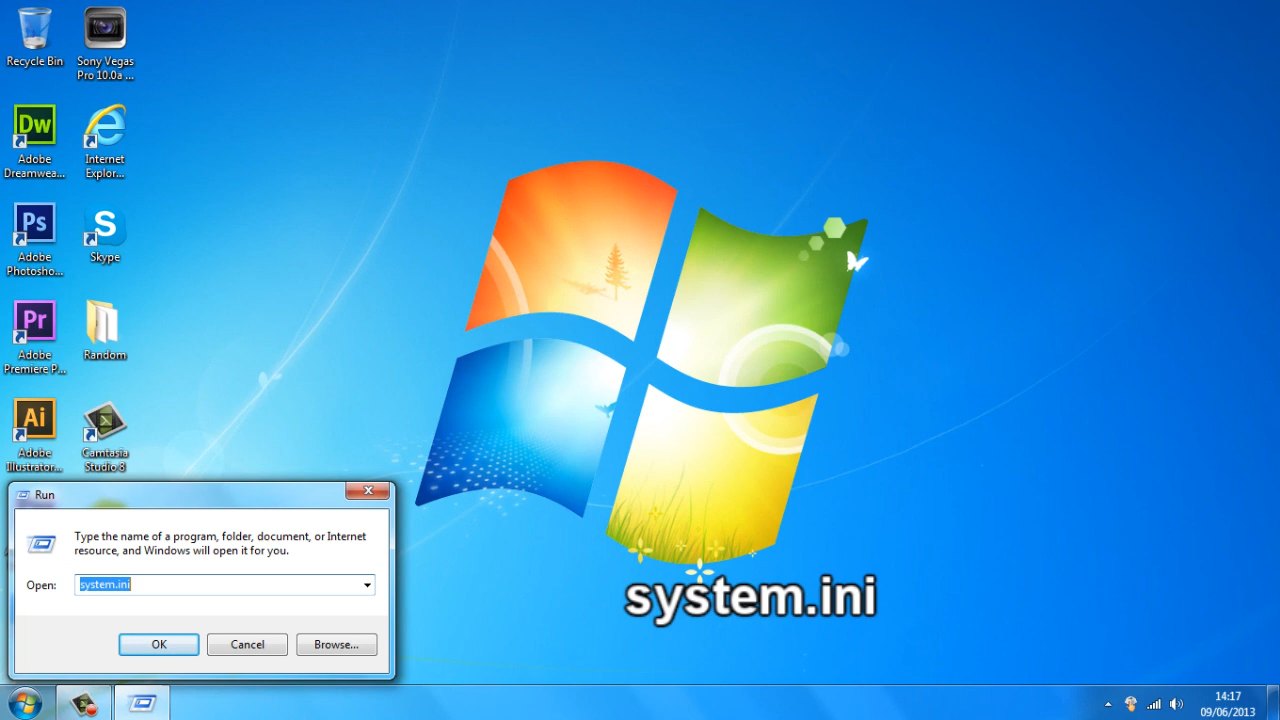 Recycle Bin
Sony Vegas
Pro 10.0a ...
Dw
Adobe
Dreamwea...
Internet
Explor...
Ps
Adobe
Photosho...
S
Skype
Pr
Adobe
Premiere P...
Random
Ai
Adobe
Illustrator...
Camtasia
Studio 8
Run
Type the name of a program, folder, document, or Internet
resource, and Windows will open it for you.
Open:
system.ini
OK
Cancel
Browse...
system.ini
14:17
09/06/2013